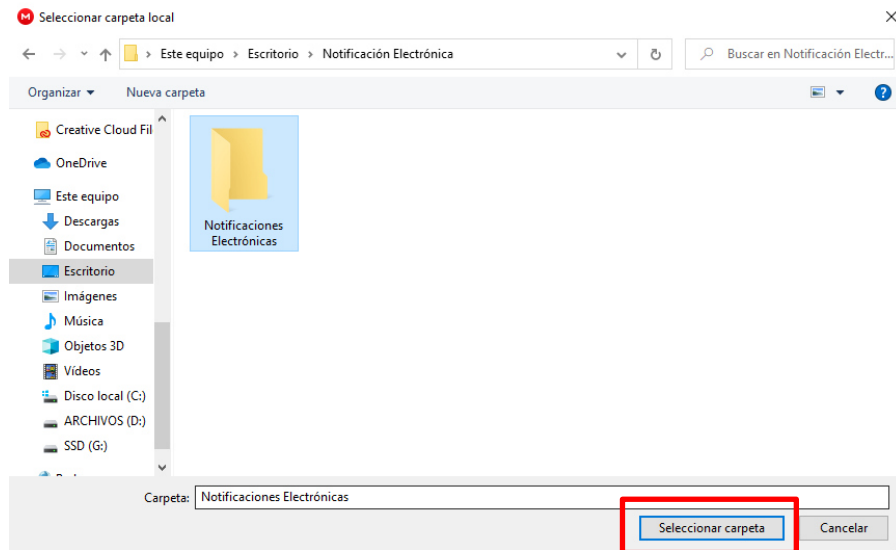 Seleccionar carpeta local
Este equipo > Escritorio > Notificación Electrónica
Buscar en Notificación Electr...
Organizar
Nueva carpeta
Creative Cloud Fil
OneDrive
Este equipo
Descargas
Documentos
Escritorio
Imágenes
Música
Objetos 3D
Vídeos
Disco local (C:)
ARCHIVOS (D:)
SSD (G:)
Notificaciones
Electrónicas
Carpeta: Notificaciones Electrónicas
Seleccionar carpeta
Cancelar